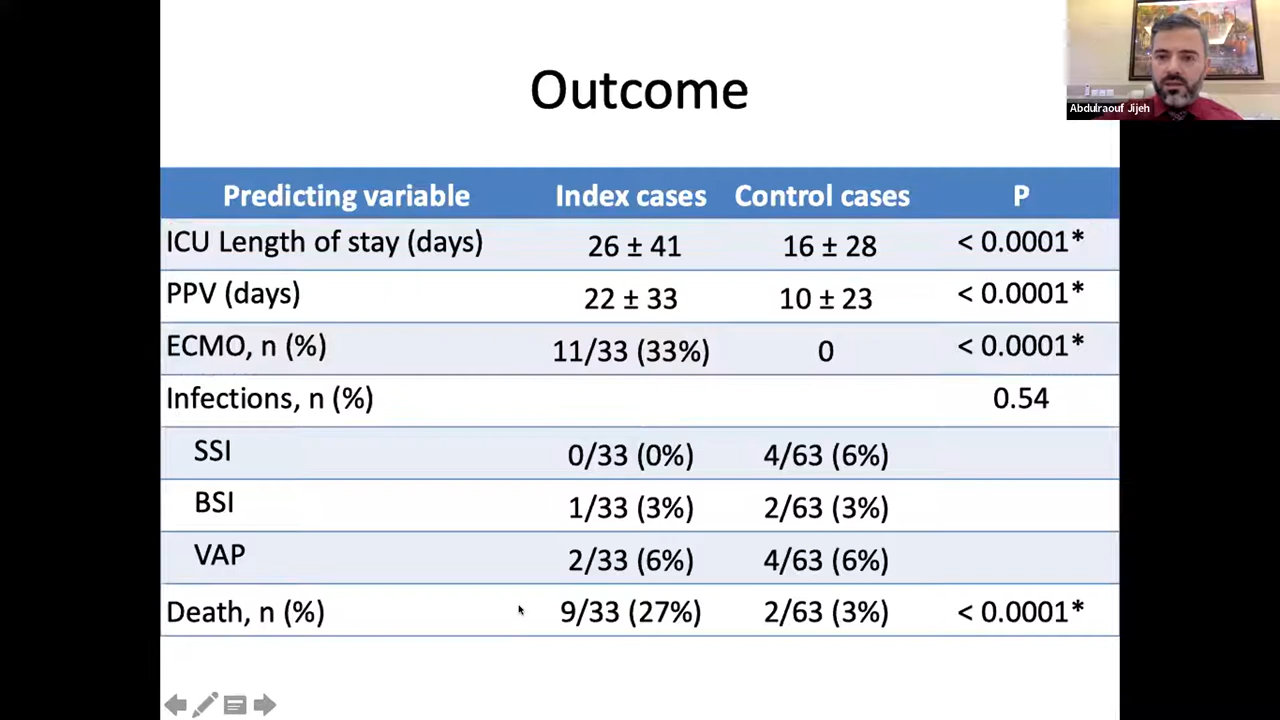 Outcome
Abdulraouf Jijeh
Predicting variable Index cases Control cases P
ICU Length of stay (days) 26 ± 41 16 ± 28 < 0.0001*
PPV (days) 22 ± 33 10 ± 23 < 0.0001*
ECMO, n (%) 11/33 (33%) 0 < 0.0001*
Infections, n (%) 0.54
SSI 0/33 (0%) 4/63 (6%)
BSI 1/33 (3%) 2/63 (3%)
VAP 2/33 (6%) 4/63 (6%)
Death, n (%) 9/33 (27%) 2/63 (3%) < 0.0001*